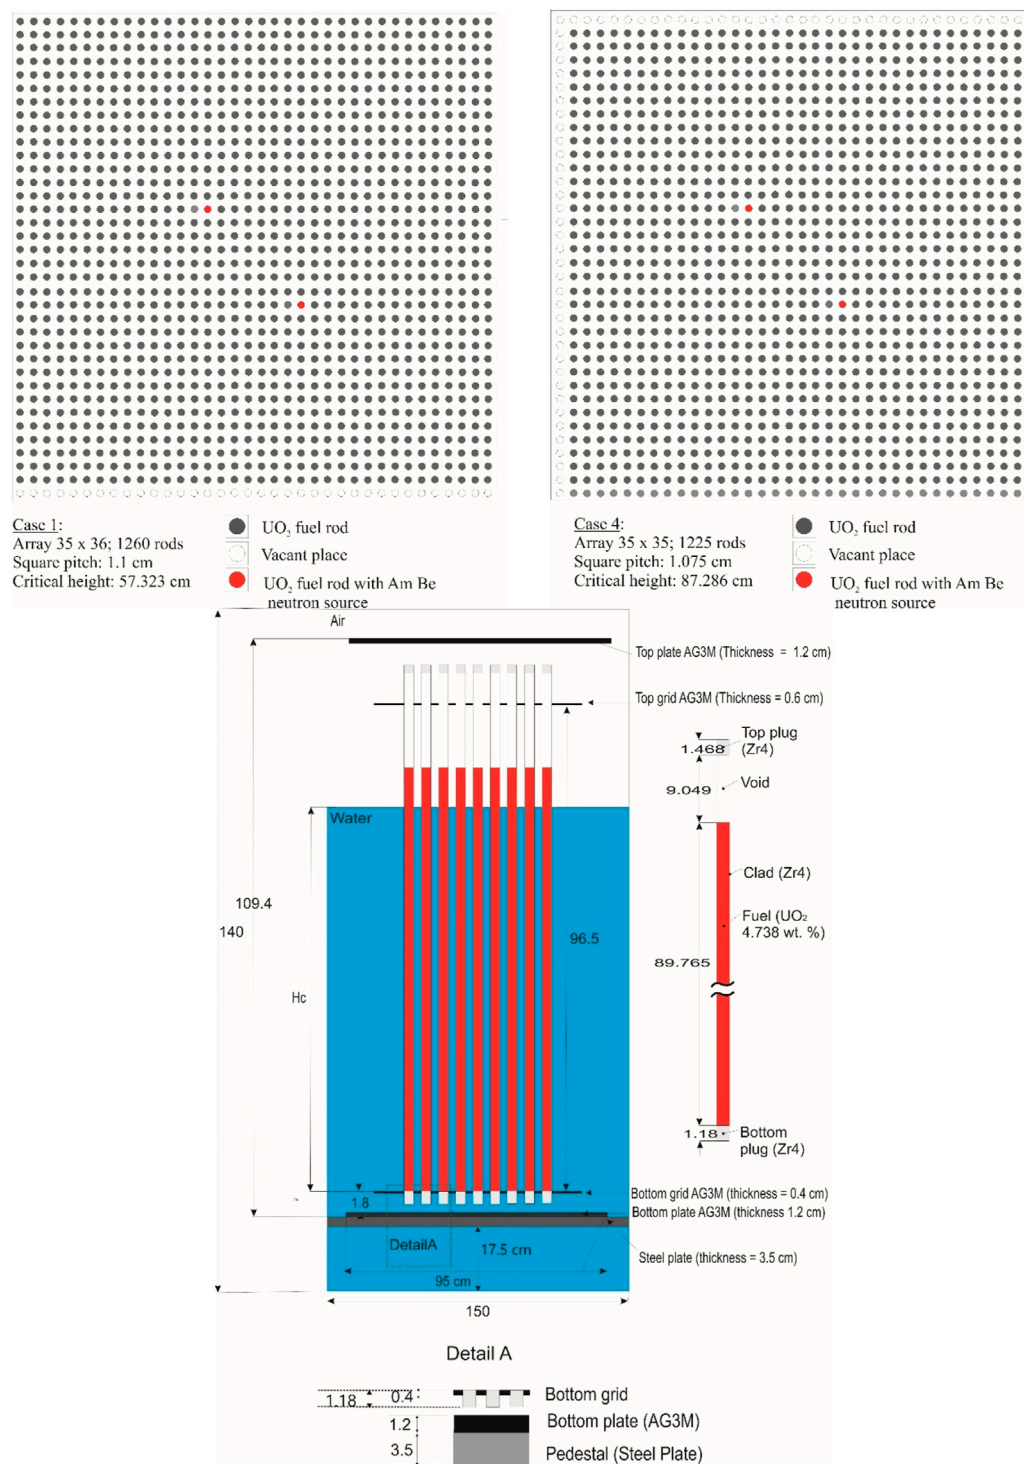 Case 1:
Array 35 x 36; 1260 rods
Square pitch: 1.1 cm
Critical height: 57.323 cm
UO₂ fuel rod
Vacant place
UO₂ fuel rod with Am Be
neutron source
Case 4:
Array 35 x 35; 1225 rods
Square pitch: 1.075 cm
Critical height: 87.286 cm
UO₂ fuel rod
Vacant place
UO₂ fuel rod with Am Be
neutron source
Air
Top plate AG3M (Thickness = 1.2 cm)
Top grid AG3M (Thickness = 0.6 cm)
Top plug
(Zr4)
1.468
Void
9.049
Water
Clad (Zr4)
109.4
Fuel (UO₂
4.738 wt. %)
140
96.5
89.765
Hc
1.18
Bottom
plug (Zr4)
1.8
Bottom grid AG3M (thickness = 0.4 cm)
Bottom plate AG3M (thickness 1.2 cm)
DetailA
17.5 cm
Steel plate (thickness = 3.5 cm)
95 cm
150
Detail A
1.18
0.4
Bottom grid
1.2
Bottom plate (AG3M)
3.5
Pedestal (Steel Plate)